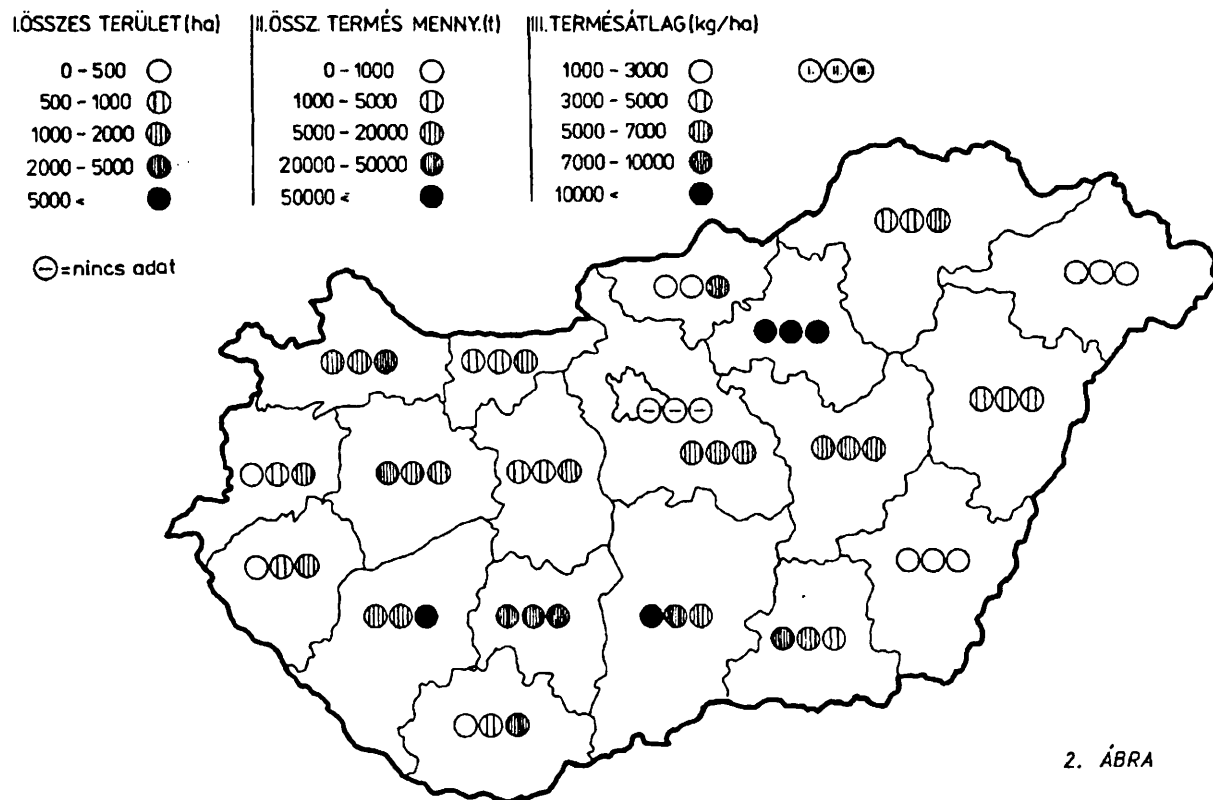 I.ÖSSZES TERÜLET(ha)
0-500
500-1000
1000-2000
2000-5000
5000 <
II.ÖSSZ. TERMÉS MENNY.(t)
0-1000
1000-5000
5000-20000
20000-50000
50000 <
III.TERMÉSÁTLAG(kg/ha)
1000-3000
3000-5000
5000-7000
7000-10000
10000 <
I. II. III.
=nincs adat
2. ÁBRA